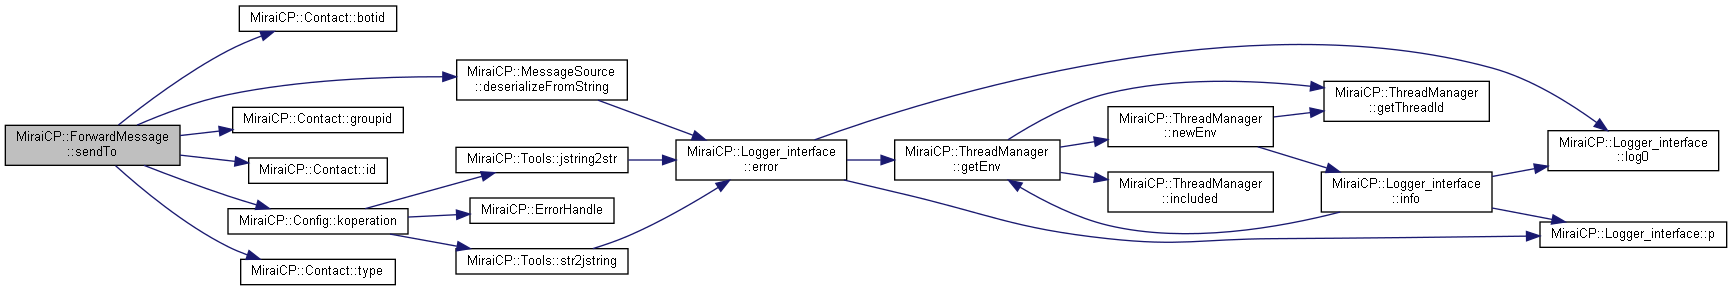 MiraiCP::ForwardMessage
::sendTo
MiraiCP::Contact::botid
MiraiCP::MessageSource
::deserializeFromString
MiraiCP::Contact::groupid
MiraiCP::Contact::id
MiraiCP::Config::koperation
MiraiCP::Contact::type
MiraiCP::Tools::jstring2str
MiraiCP::ErrorHandle
MiraiCP::Tools::str2jstring
MiraiCP::Logger_interface
::error
MiraiCP::ThreadManager
::getEnv
MiraiCP::ThreadManager
::newEnv
MiraiCP::ThreadManager
::included
MiraiCP::ThreadManager
::getThreadId
MiraiCP::Logger_interface
::info
MiraiCP::Logger_interface
::log0
MiraiCP::Logger_interface::p